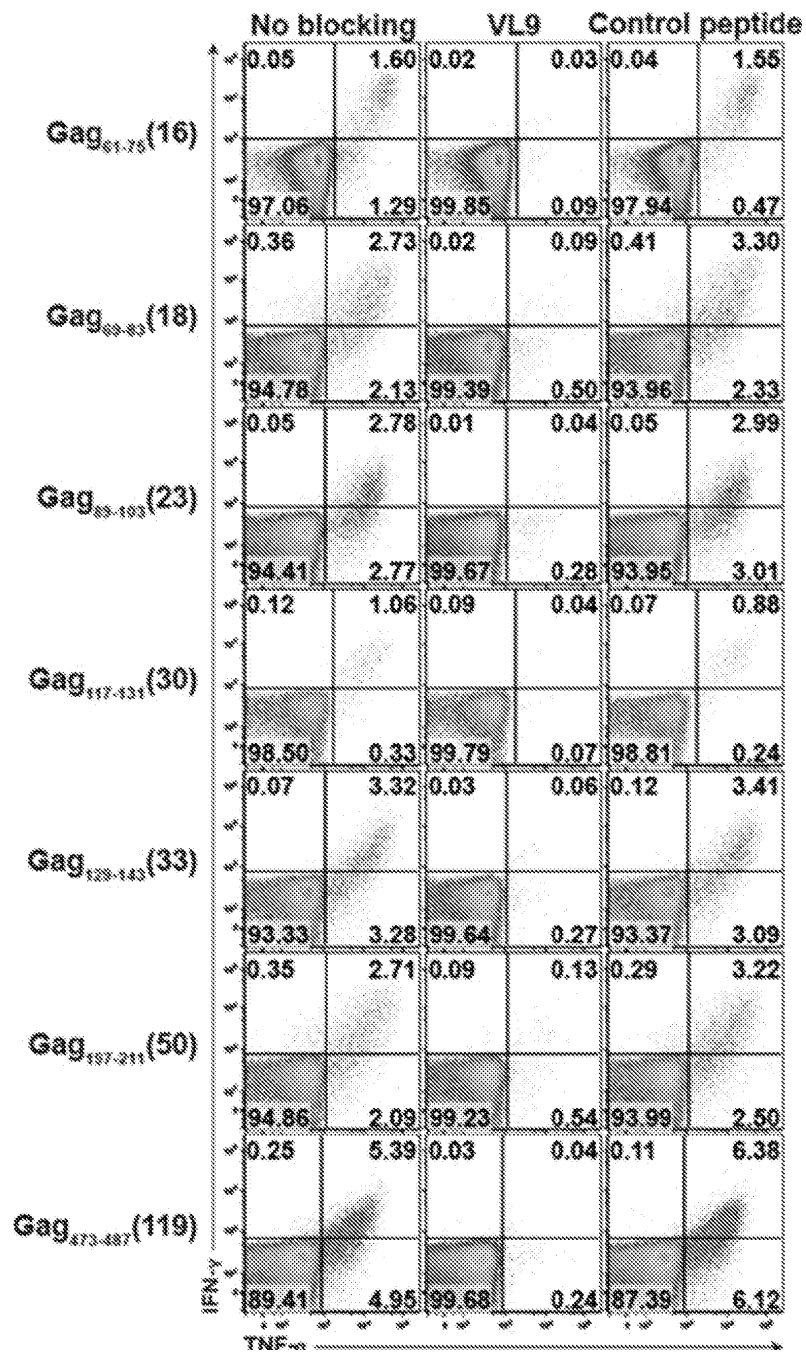 No blocking VL9 Control peptide
0.05 1.60 0.02 0.03 0.04 1.55
Gag61-75(16)
97.06 1.29 99.85 0.09 97.94 0.47
0.36 2.73 0.02 0.09 0.41 3.30
Gag69-83(18)
94.78 2.13 99.39 0.50 93.96 2.33
0.05 2.78 0.01 0.04 0.05 2.99
Gag89-103(23)
94.41 2.77 99.67 0.28 93.95 3.01
0.12 1.06 0.09 0.04 0.07 0.88
Gag117-131(30)
98.50 0.33 99.79 0.07 98.81 0.24
0.07 3.32 0.03 0.06 0.12 3.41
Gag129-143(33)
93.33 3.28 99.64 0.27 93.37 3.09
0.35 2.71 0.09 0.13 0.29 3.22
Gag197-211(50)
94.86 2.09 99.23 0.54 93.99 2.50
0.25 5.39 0.03 0.04 0.11 6.38
Gag473-487(119)
89.41 4.95 99.68 0.24 87.39 6.12
IFN-γ
TNF-α